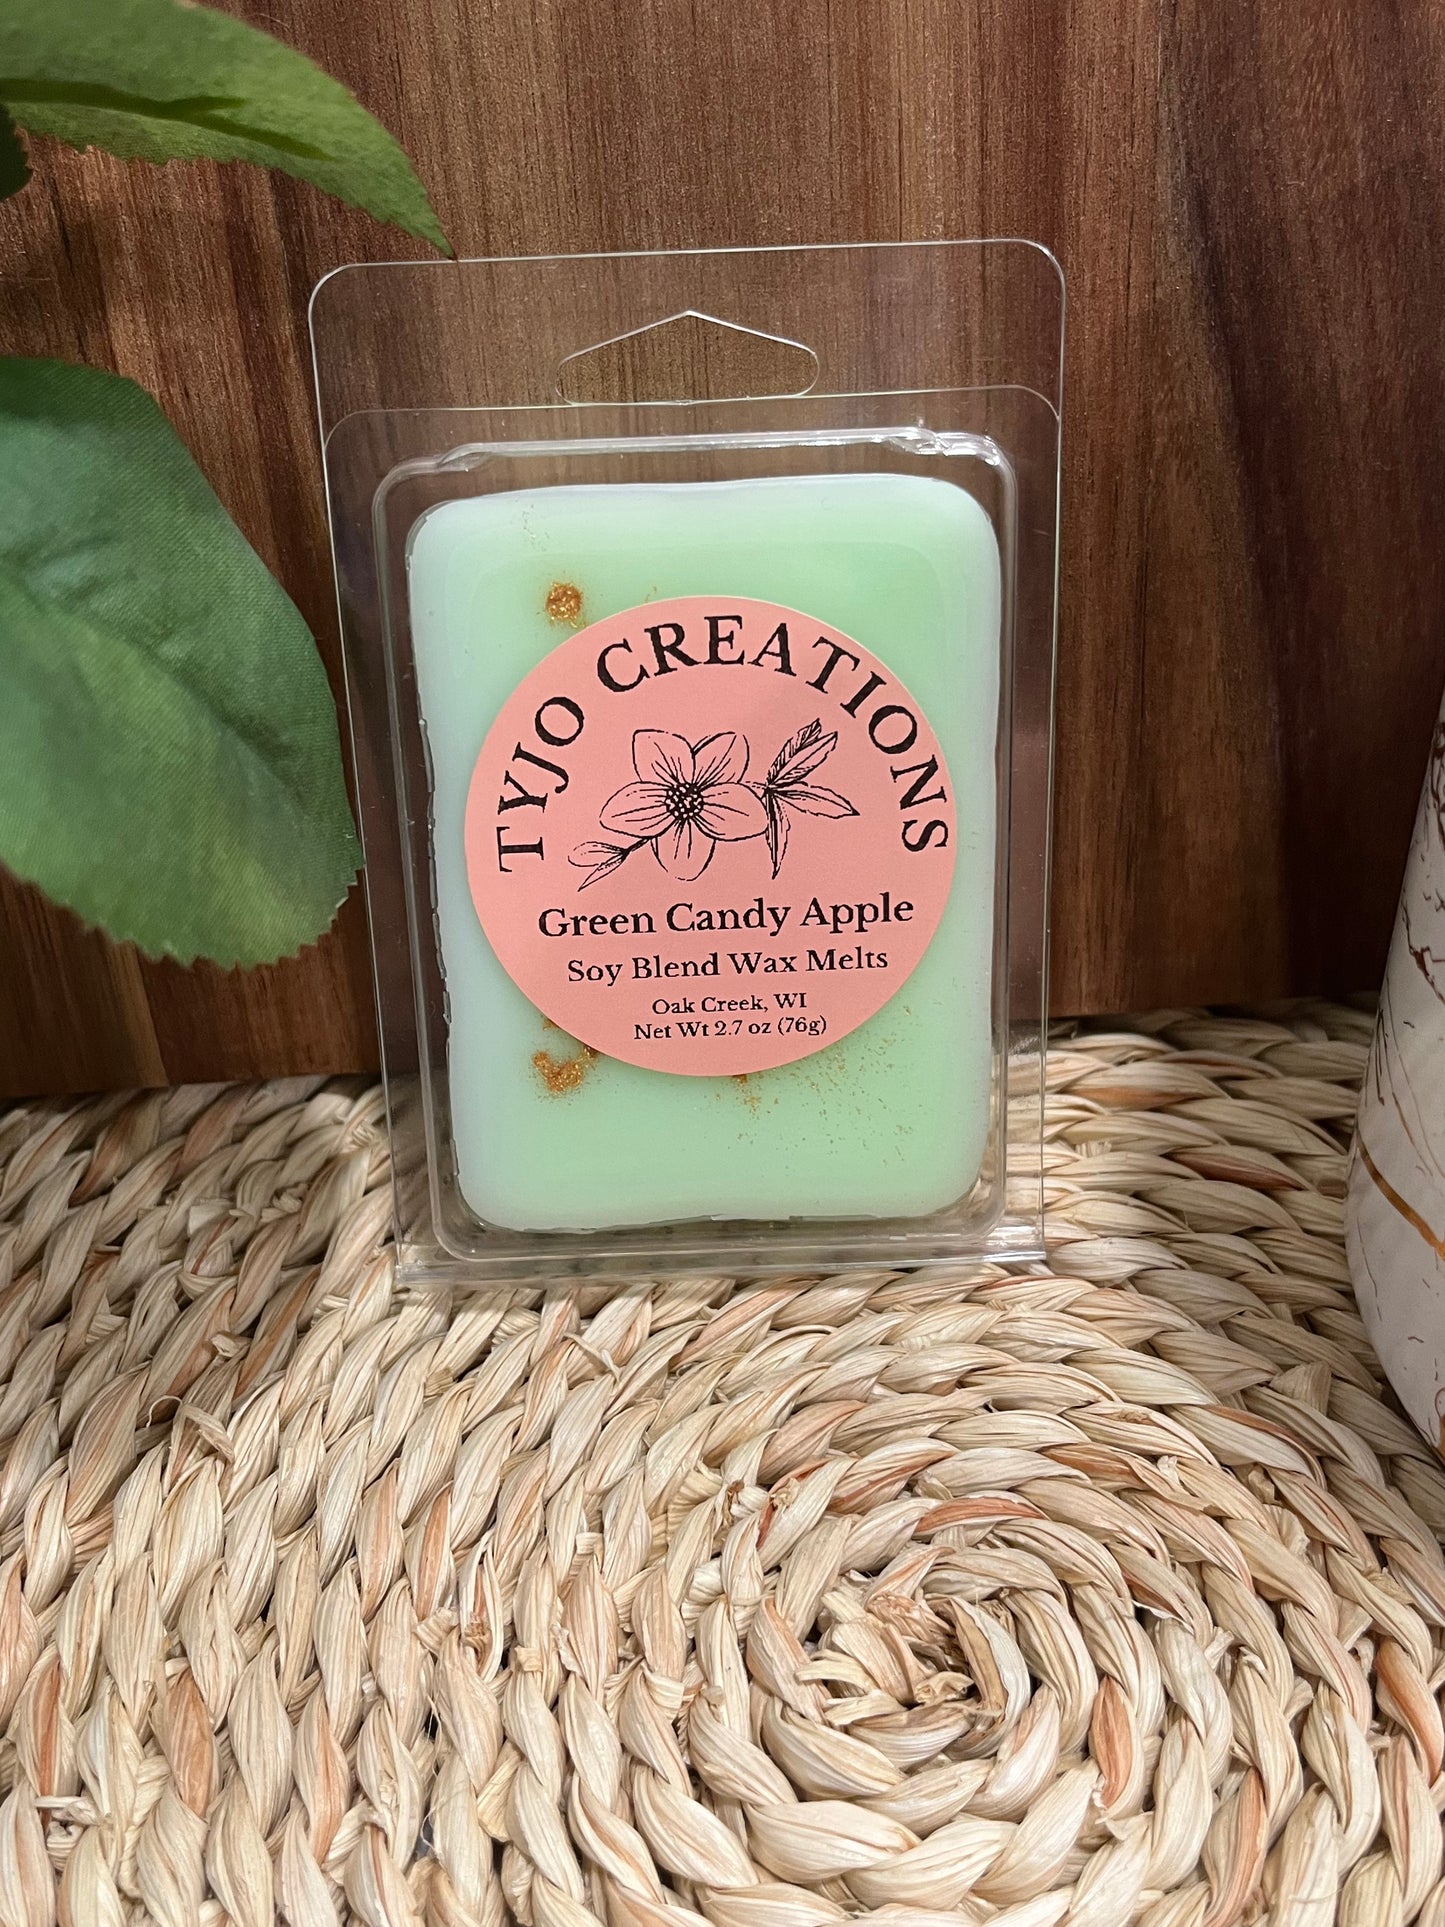 TYJO CREATIONS
Green Candy Apple
Soy Blend Wax Melts
Oak Creek, WI
Net Wt 2.7 oz (76g)